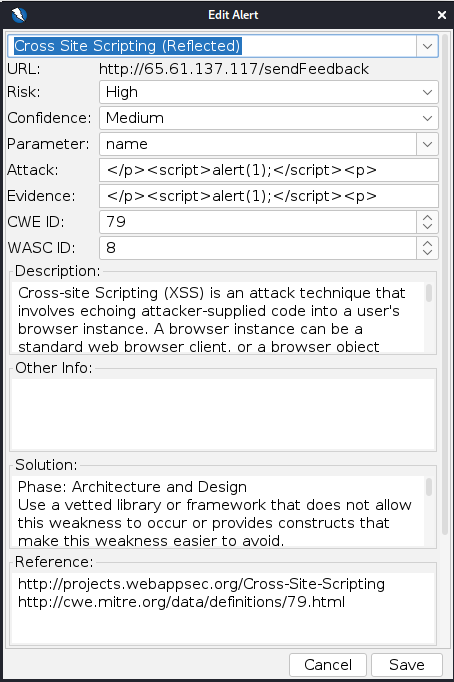 Edit Alert
Cross Site Scripting (Reflected)
URL: http://65.61.137.117/sendFeedback
Risk: High
Confidence: Medium
Parameter: name
Attack: </p><script>alert(1);</script><p>
Evidence: </p><script>alert(1);</script><p>
CWE ID: 79
WASC ID: 8
Description:
Cross-site Scripting (XSS) is an attack technique that
involves echoing attacker-supplied code into a user's
browser instance. A browser instance can be a
standard web browser client, or a browser object
Other Info:
Solution:
Phase: Architecture and Design
Use a vetted library or framework that does not allow
this weakness to occur or provides constructs that
make this weakness easier to avoid.
Reference:
http://projects.webappsec.org/Cross-Site-Scripting
http://cwe.mitre.org/data/definitions/79.html
Cancel Save